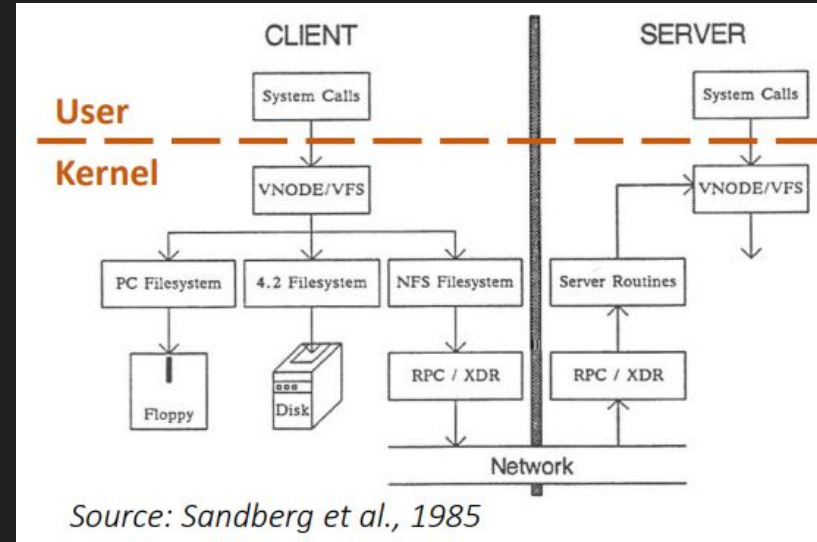 CLIENT
SERVER
System Calls
System Calls
User
Kernel
VNODE/VFS
VNODE/VFS
PC Filesystem
4.2 Filesystem
NFS Filesystem
Server Routines
Floppy
Disk
RPC / XDR
RPC / XDR
Network
Source: Sandberg et al., 1985